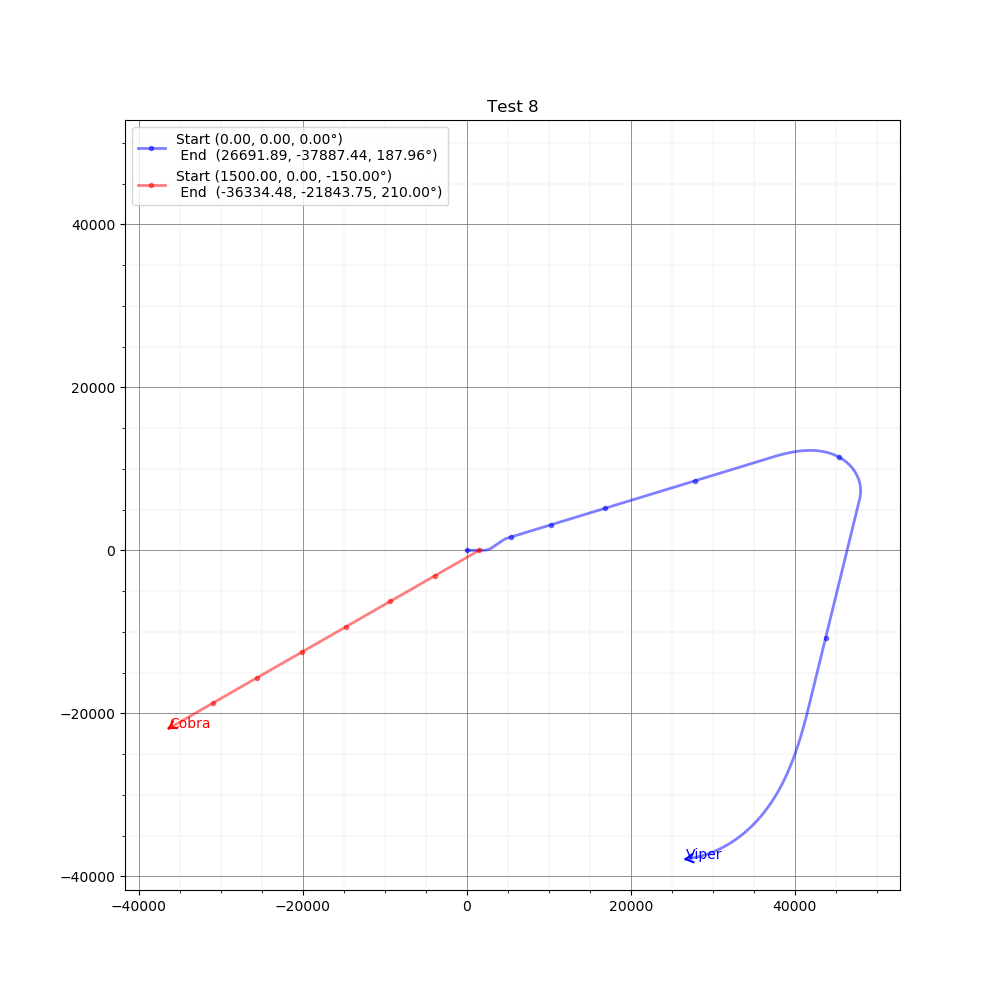 Test 8
Start (0.00, 0.00, 0.00°)
End (26691.89, -37887.44, 187.96°)
Start (1500.00, 0.00, -150.00°)
End (-36334.48, -21843.75, 210.00°)
40000
20000
0
−20000
−40000
Cobra
Viper
−40000 −20000 0 20000 40000